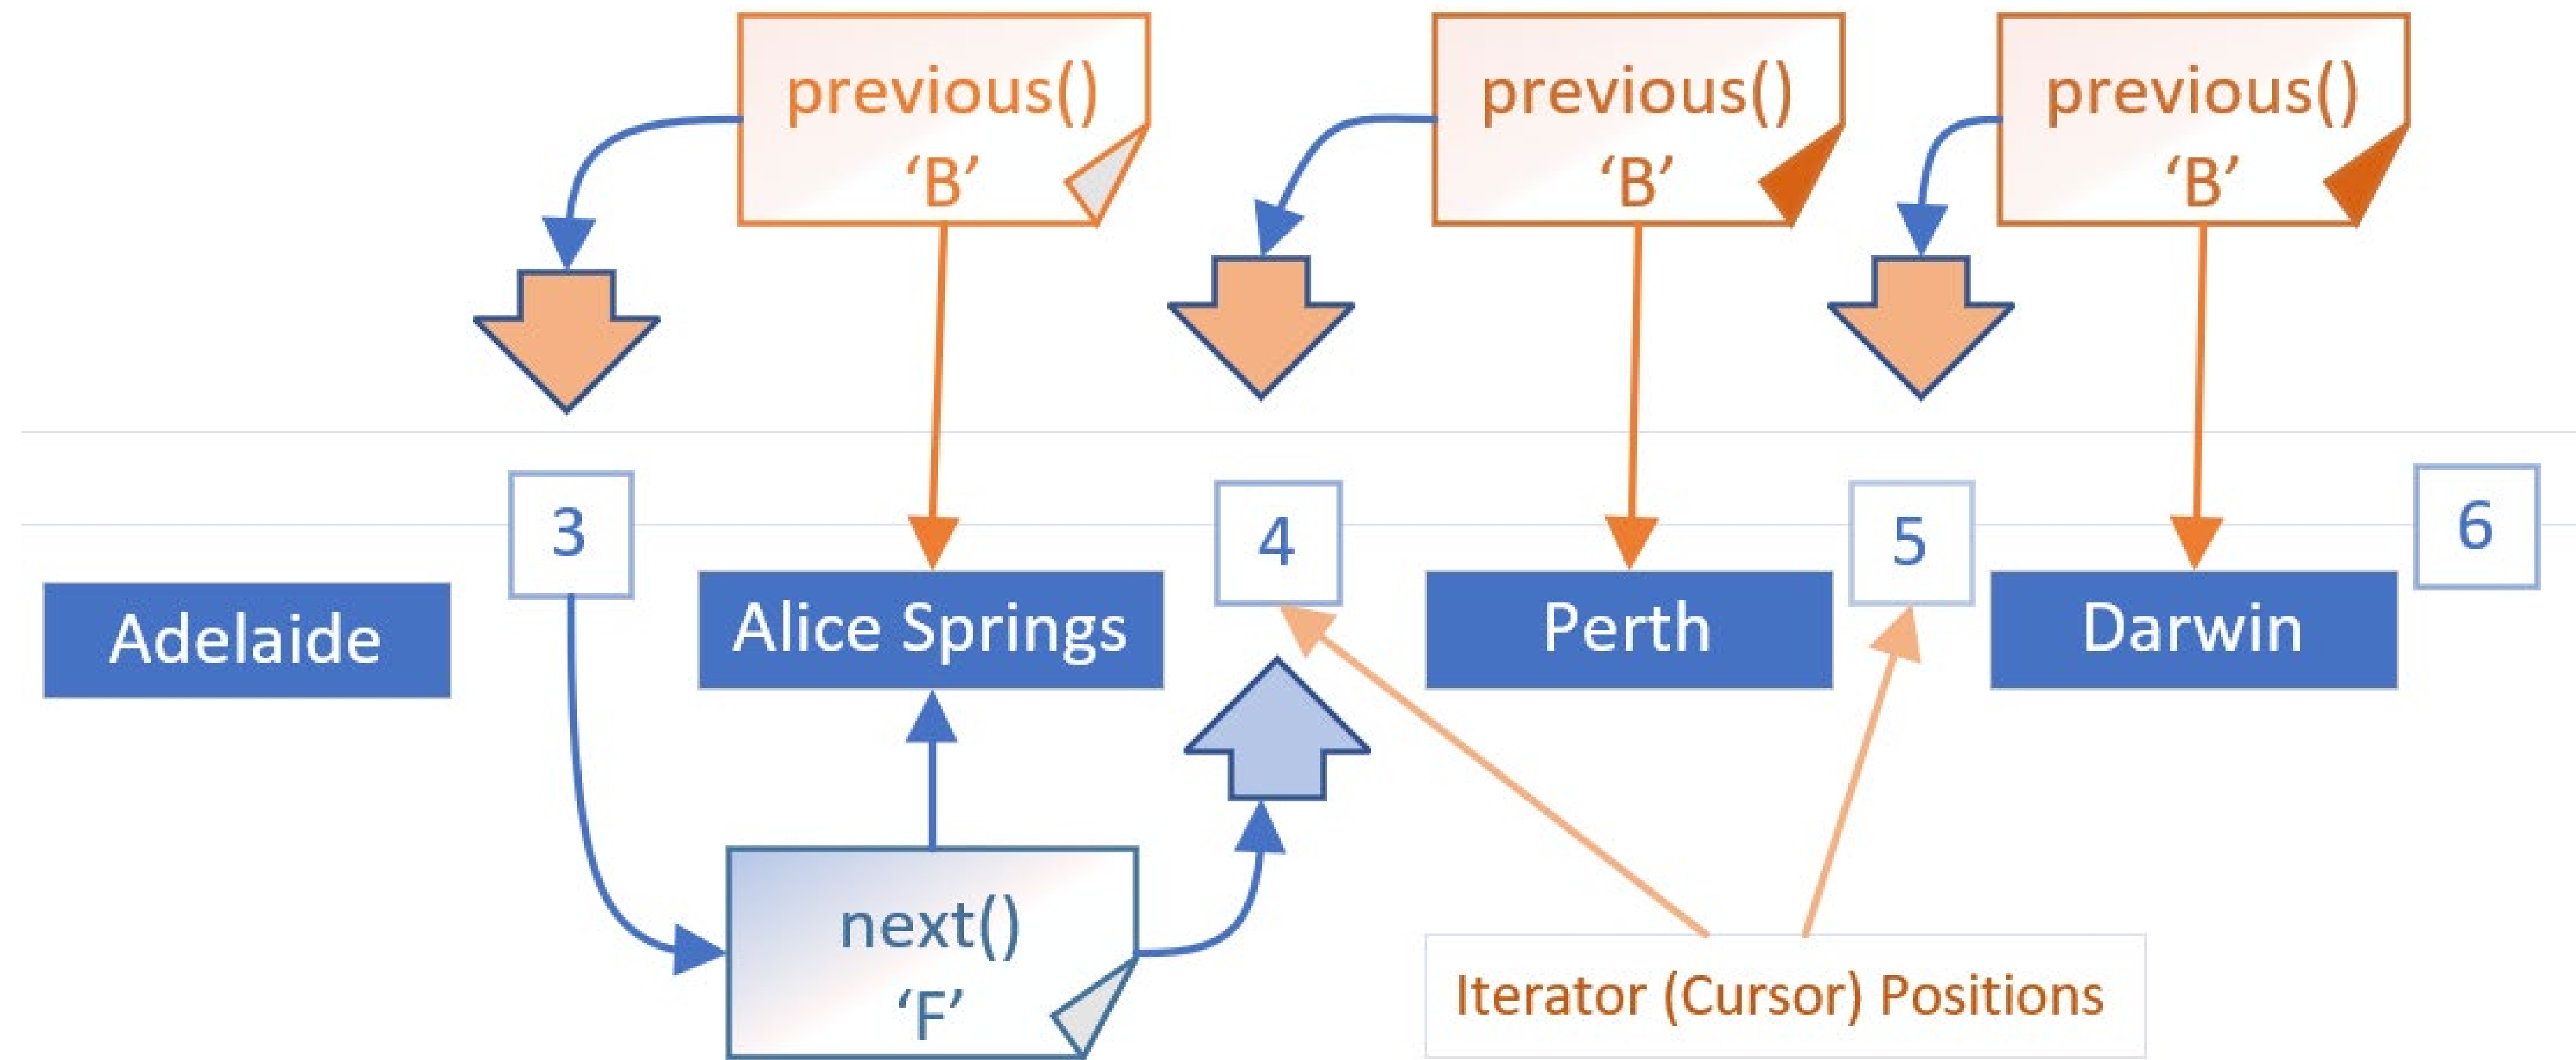 previous()
‘B’
previous()
‘B’
previous()
‘B’
3
4
5
6
Adelaide
Alice Springs
Perth
Darwin
next()
‘F’
Iterator (Cursor) Positions